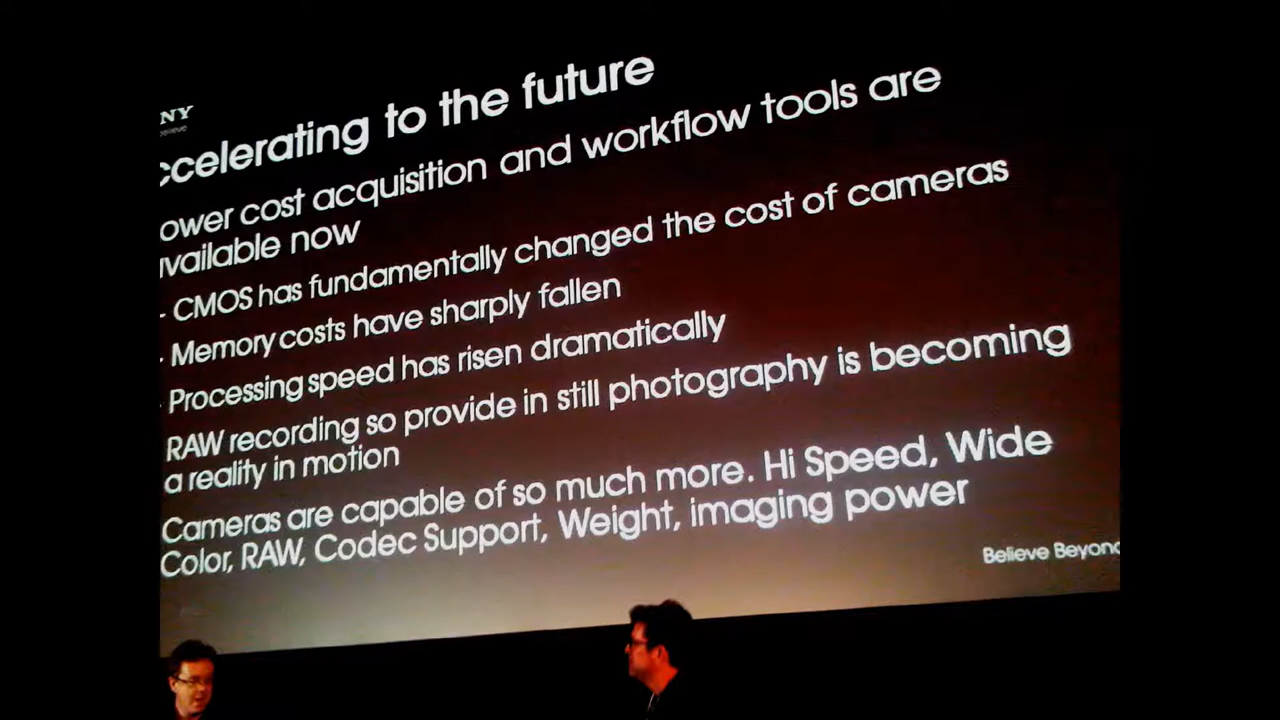 NY
believe
ccelerating to the future
ower cost acquisition and workflow tools are
vailable now
- CMOS has fundamentally changed the cost of cameras
- Memory costs have sharply fallen
- Processing speed has risen dramatically
RAW recording so provide in still photography is becoming
a reality in motion
Cameras are capable of so much more. Hi Speed, Wide
Color, RAW, Codec Support, Weight, imaging power
Believe Beyond